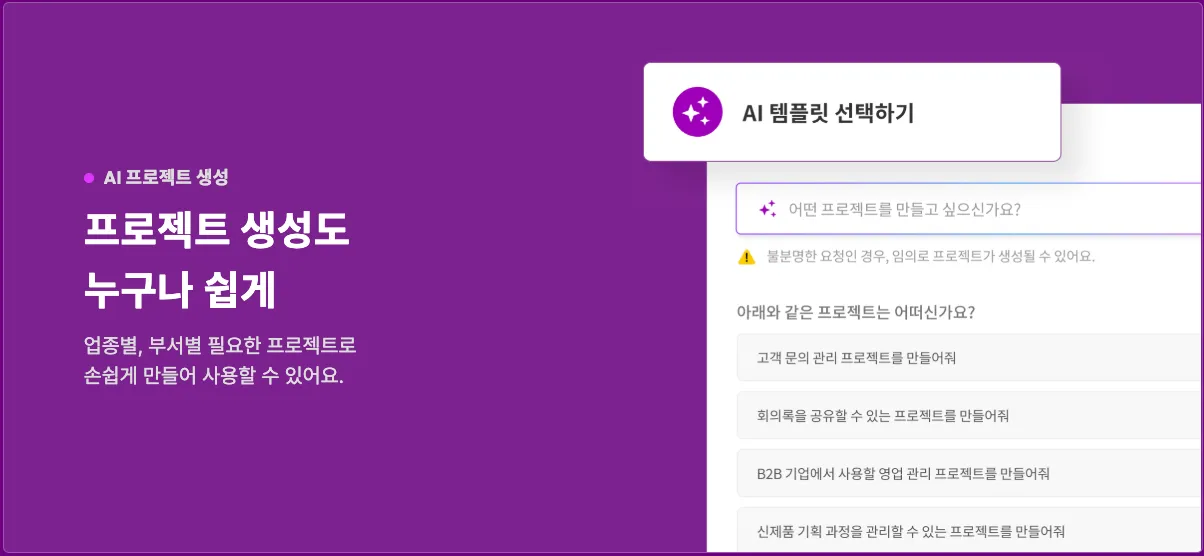 AI 프로젝트 생성
프로젝트 생성도
누구나 쉽게
업종별, 부서별 필요한 프로젝트로
손쉽게 만들어 사용할 수 있어요.
AI 템플릿 선택하기
어떤 프로젝트를 만들고 싶으신가요?
불분명한 요청인 경우, 임의로 프로젝트가 생성될 수 있어요.
아래와 같은 프로젝트는 어떠신가요?
고객 문의 관리 프로젝트를 만들어줘
회의록을 공유할 수 있는 프로젝트를 만들어줘
B2B 기업에서 사용할 영업 관리 프로젝트를 만들어줘
신제품 기획 과정을 관리할 수 있는 프로젝트를 만들어줘